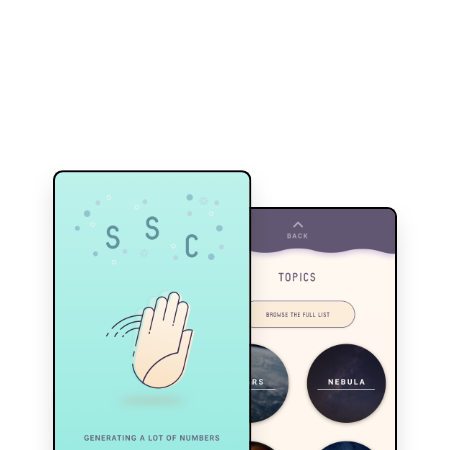 S S C
GENERATING A LOT OF NUMBERS
BACK
TOPICS
BROWSE THE FULL LIST
RS
NEBULA